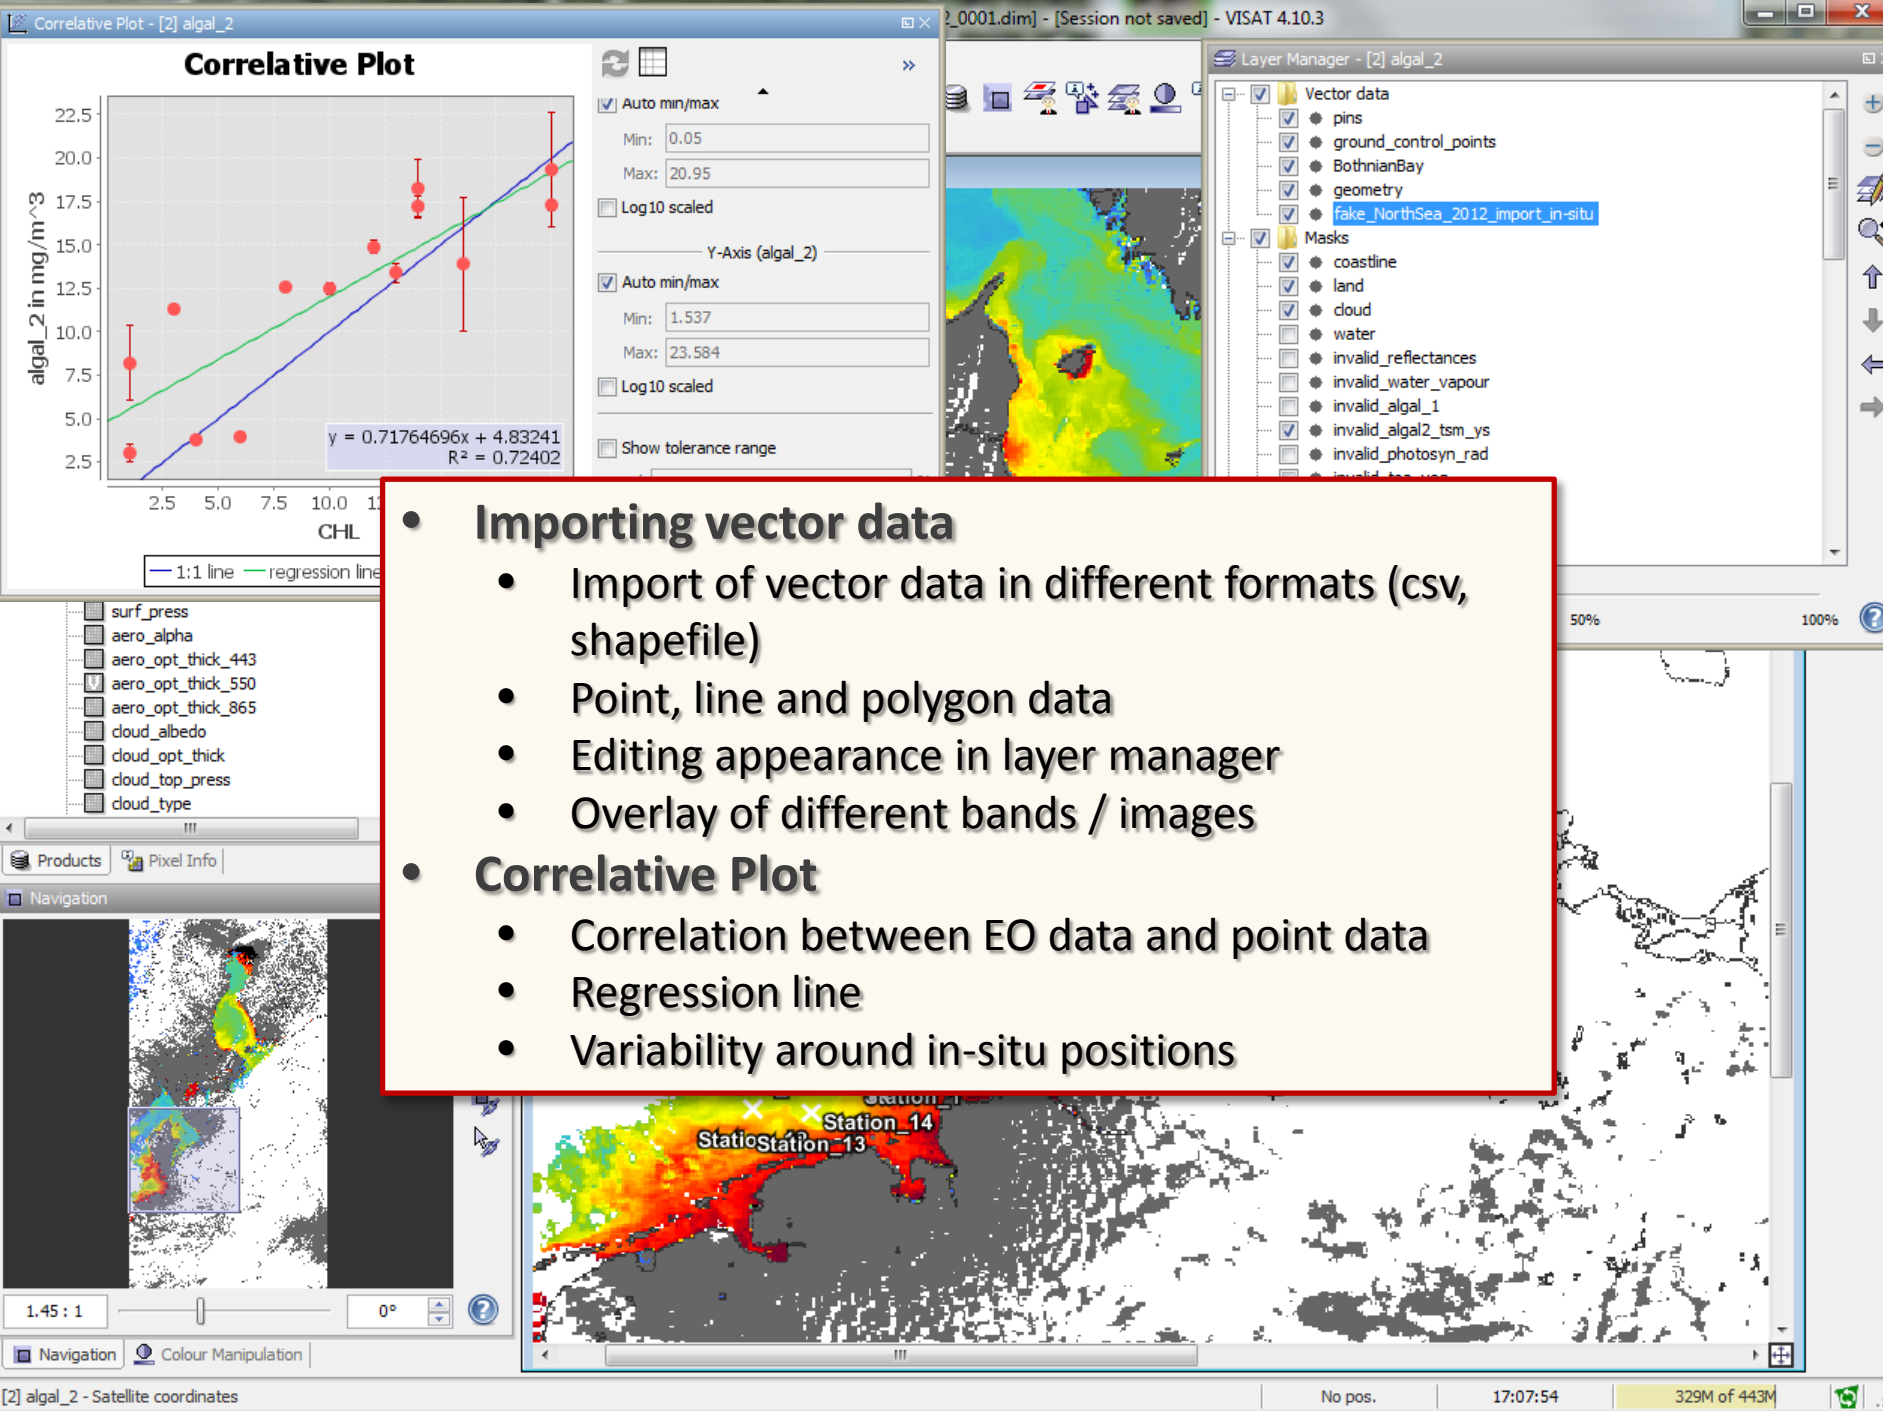 Correlative Plot - [2] algal_2
2_0001.dim] - [Session not saved] - VISAT 4.10.3
Correlative Plot
22.5
20.0
17.5
15.0
12.5
10.0
7.5
5.0
2.5
algal_2 in mg/m^3
y = 0.71764696x + 4.83241
R² = 0.72402
2.5 5.0 7.5 10.0
CHL
1:1 line regression line
»
Auto min/max
Min: 0.05
Max: 20.95
Log10 scaled
Y-Axis (algal_2)
Auto min/max
Min: 1.537
Max: 23.584
Log10 scaled
Show tolerance range
Layer Manager - [2] algal_2
Vector data
pins
ground_control_points
BothnianBay
geometry
fake_NorthSea_2012_import_in-situ
Masks
coastline
land
cloud
water
invalid_reflectances
invalid_water_vapour
invalid_algal_1
invalid_algal2_tsm_ys
invalid_photosyn_rad
50% 100%
• Importing vector data
• Import of vector data in different formats (csv,
shapefile)
• Point, line and polygon data
• Editing appearance in layer manager
• Overlay of different bands / images
• Correlative Plot
• Correlation between EO data and point data
• Regression line
• Variability around in-situ positions
surf_press
aero_alpha
aero_opt_thick_443
aero_opt_thick_550
aero_opt_thick_865
cloud_albedo
cloud_opt_thick
cloud_top_press
cloud_type
Products Pixel Info
Navigation
1.45 : 1 0°
Navigation Colour Manipulation
Station_14
Station_13
[2] algal_2 - Satellite coordinates
No pos. 17:07:54 329M of 443M